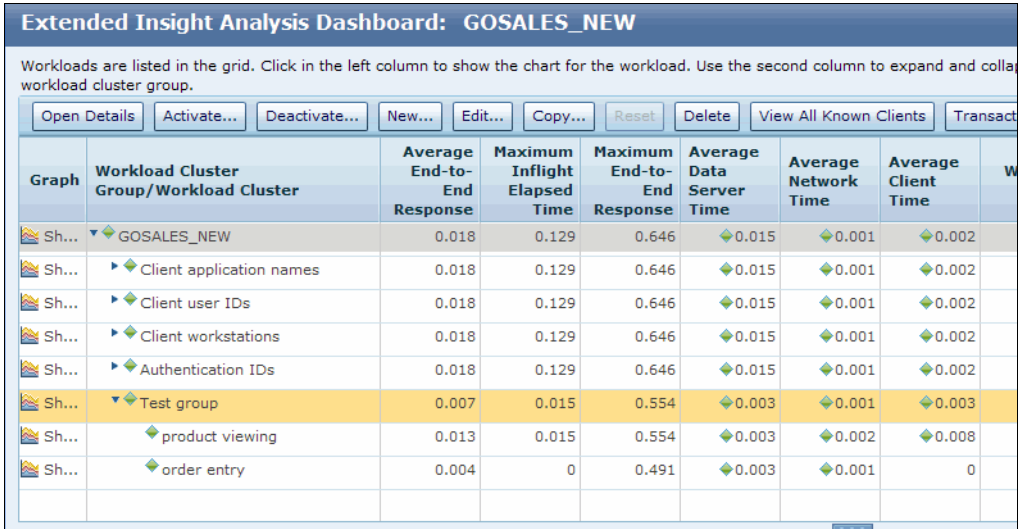 Extended Insight Analysis Dashboard: GOSALES_NEW
Workloads are listed in the grid. Click in the left column to show the chart for the workload. Use the second column to expand and
workload cluster group.
Open Details Activate... Deactivate... New... Edit... Copy... Reset Delete View All Known Clients
Graph Workload Cluster Group/Workload Cluster Average End-to-End Response Maximum Inflight Elapsed Time Maximum End-to-End Response Average Data Server Time Average Network Time Average Client Time
Sh... GOSALES_NEW 0.018 0.129 0.646 0.015 0.001 0.002
Sh... Client application names 0.018 0.129 0.646 0.015 0.001 0.002
Sh... Client user IDs 0.018 0.129 0.646 0.015 0.001 0.002
Sh... Client workstations 0.018 0.129 0.646 0.015 0.001 0.002
Sh... Authentication IDs 0.018 0.129 0.646 0.015 0.001 0.002
Sh... Test group 0.007 0.015 0.554 0.003 0.001 0.003
Sh... product viewing 0.013 0.015 0.554 0.003 0.002 0.008
Sh... order entry 0.004 0 0.491 0.003 0.001 0